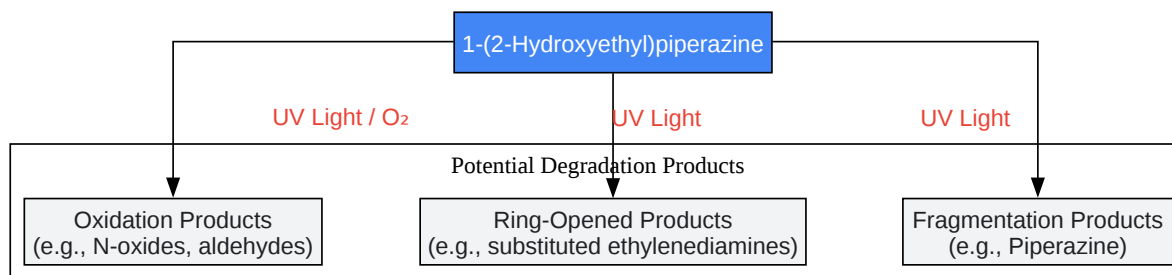 1-(2-Hydroxyethyl)piperazine
UV Light / O₂
UV Light
UV Light
Potential Degradation Products
Oxidation Products
(e.g., N-oxides, aldehydes)
Ring-Opened Products
(e.g., substituted ethylenediamines)
Fragmentation Products
(e.g., Piperazine)